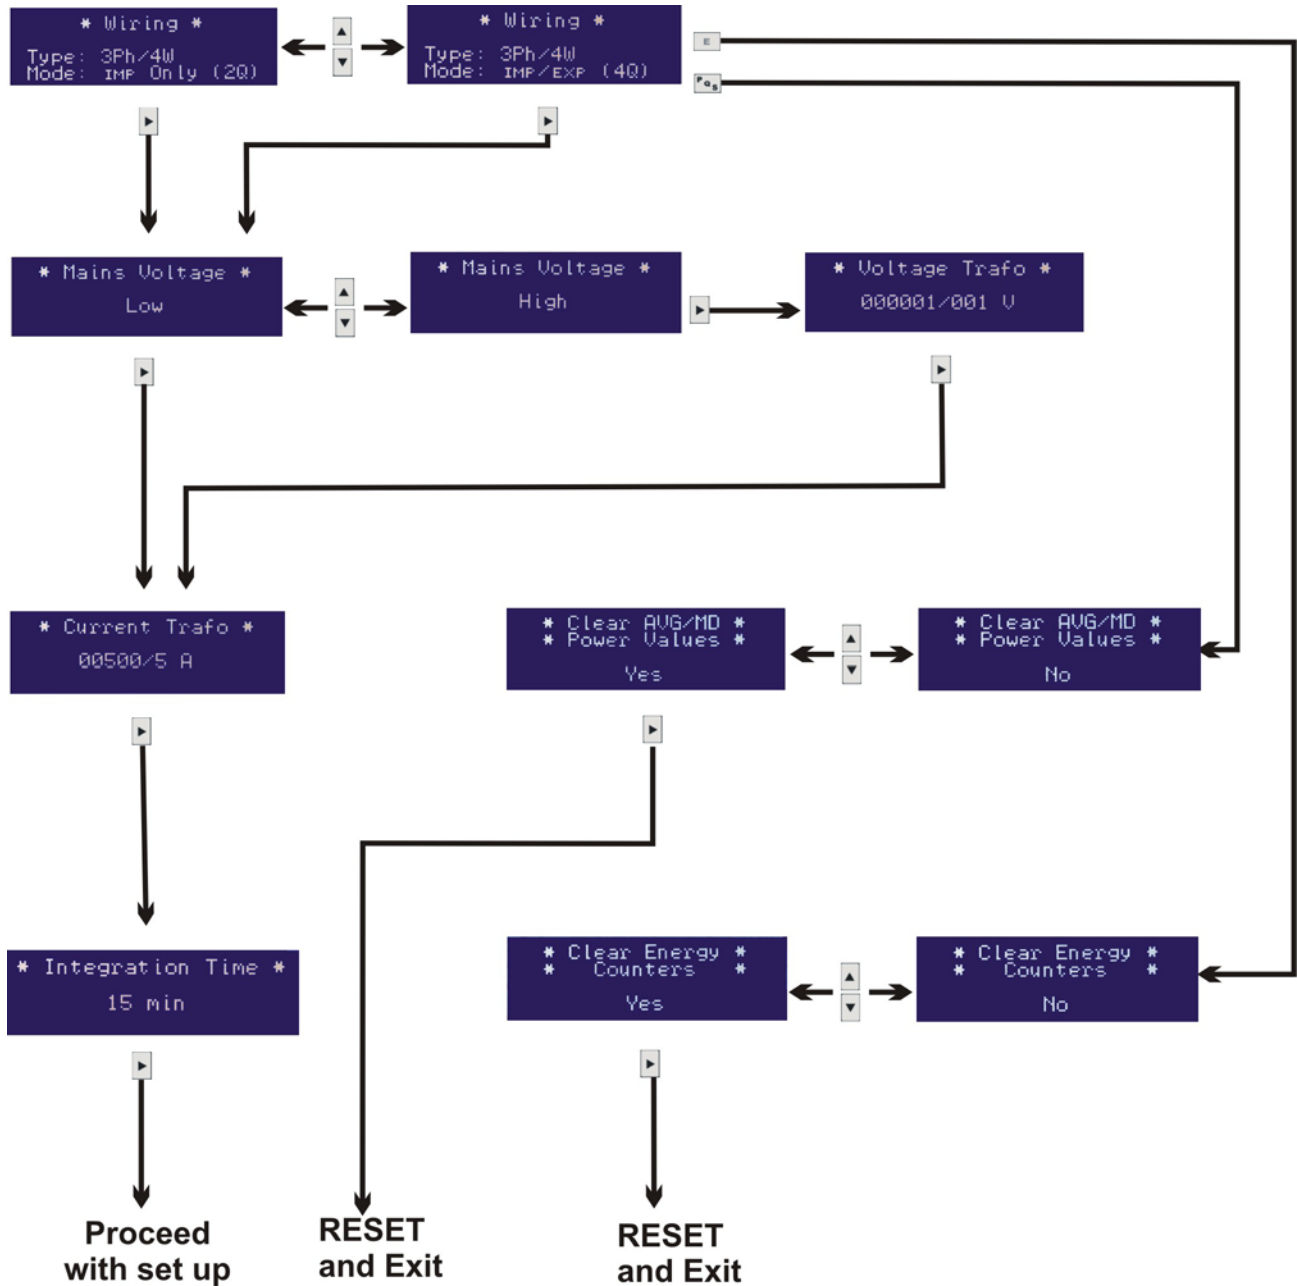 * Wiring *
Type: 3Ph/4W
Mode: IMP Only (2Q)
* Wiring *
Type: 3Ph/4W
Mode: IMP/EXP (4Q)
E
PQS
* Mains Voltage *
Low
* Mains Voltage *
High
* Voltage Trafo *
000001/001 V
* Current Trafo *
00500/5 A
* Clear AVG/MD *
* Power Values *
Yes
* Clear AVG/MD *
* Power Values *
No
* Integration Time *
15 min
* Clear Energy *
* Counters *
Yes
* Clear Energy *
* Counters *
No
Proceed
with set up
RESET
and Exit
RESET
and Exit